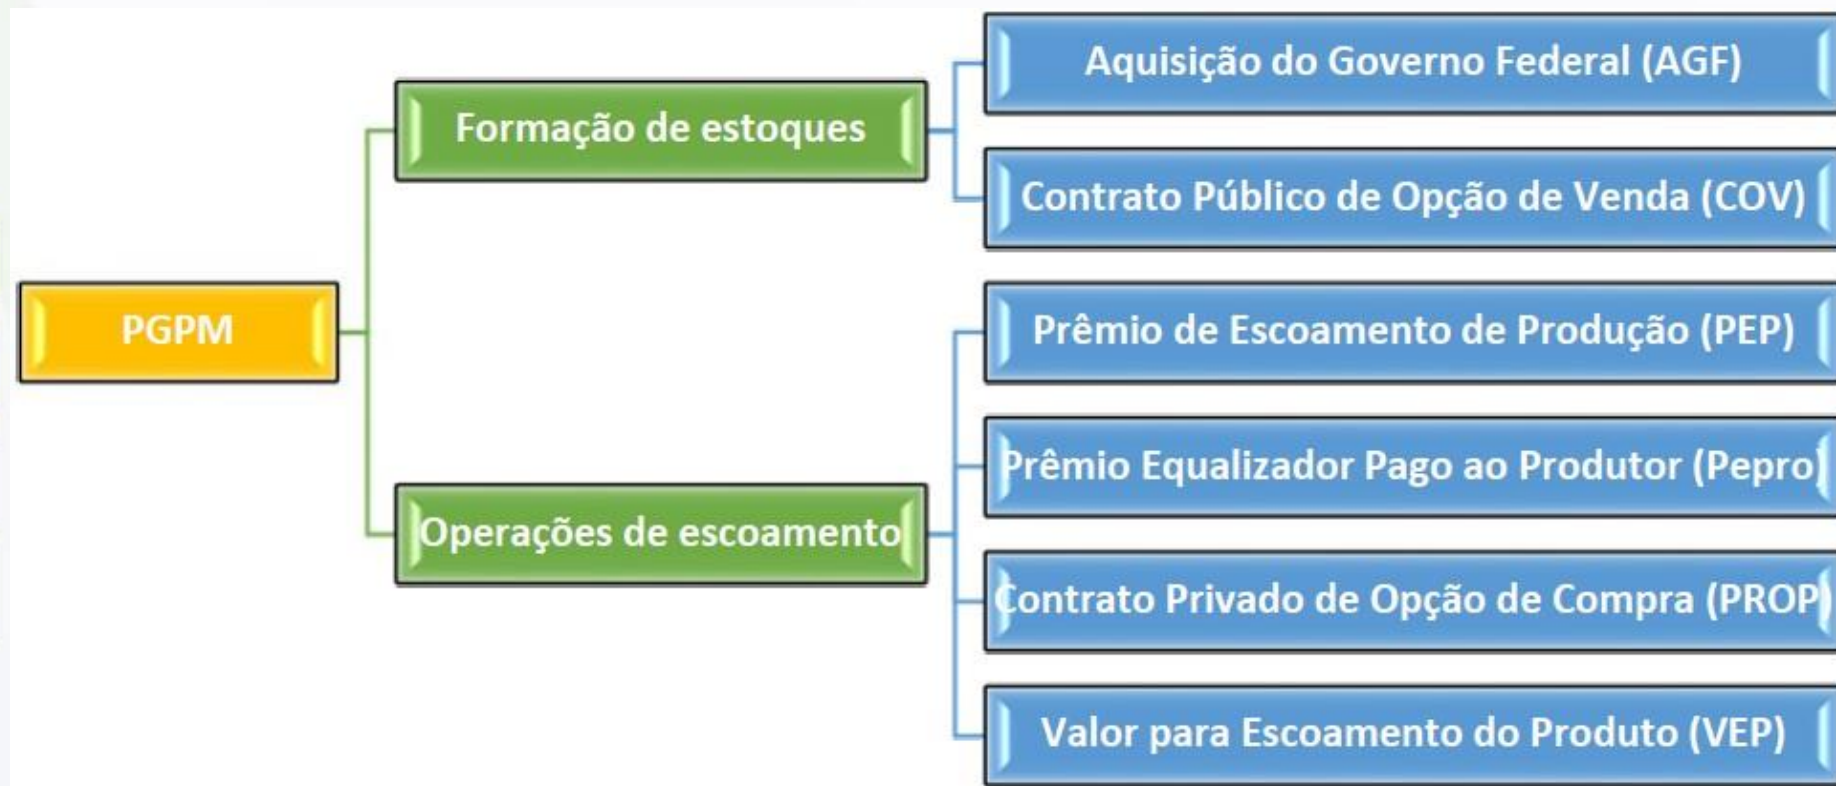 PGPM
Formação de estoques
Aquisição do Governo Federal (AGF)
Contrato Público de Opção de Venda (COV)
Operações de escoamento
Prêmio de Escoamento de Produção (PEP)
Prêmio Equalizador Pago ao Produtor (Pepro)
Contrato Privado de Opção de Compra (PROP)
Valor para Escoamento do Produto (VEP)